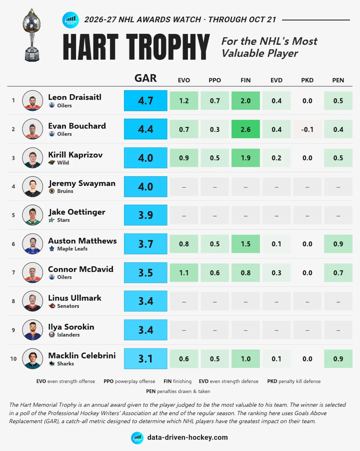 2026-27 NHL AWARDS WATCH · THROUGH OCT 21
HART TROPHY
For the NHL's Most
Valuable Player
GAR EVO PPO FIN EVD PKD PEN
1 Leon Draisaitl 4.7 1.2 0.7 2.0 0.4 0.0 0.5
Oilers
2 Evan Bouchard 4.4 0.7 0.3 2.6 0.4 -0.1 0.4
Oilers
3 Kirill Kaprizov 4.0 0.9 0.5 1.9 0.2 0.0 0.5
Wild
4 Jeremy Swayman 4.0 – – – – – –
Bruins
5 Jake Oettinger 3.9 – – – – – –
Stars
6 Auston Matthews 3.7 0.8 0.5 1.5 0.1 0.0 0.9
Maple Leafs
7 Connor McDavid 3.5 1.1 0.6 0.8 0.3 0.0 0.7
Oilers
8 Linus Ullmark 3.4 – – – – – –
Senators
9 Ilya Sorokin 3.4 – – – – – –
Islanders
10 Macklin Celebrini 3.1 0.6 0.5 1.0 0.1 0.0 0.9
Sharks
EVO even strength offense PPO powerplay offense FIN finishing EVD even strength defense PKD penalty kill defense
PEN penalties drawn & taken
The Hart Memorial Trophy is an annual award given to the player judged to be the most valuable to his team. The winner is selected
in a poll of the Professional Hockey Writers' Association at the end of the regular season. The ranking here uses Goals Above
Replacement (GAR), a catch-all metric designed to determine which NHL players have the greatest impact on their team.
data-driven-hockey.com